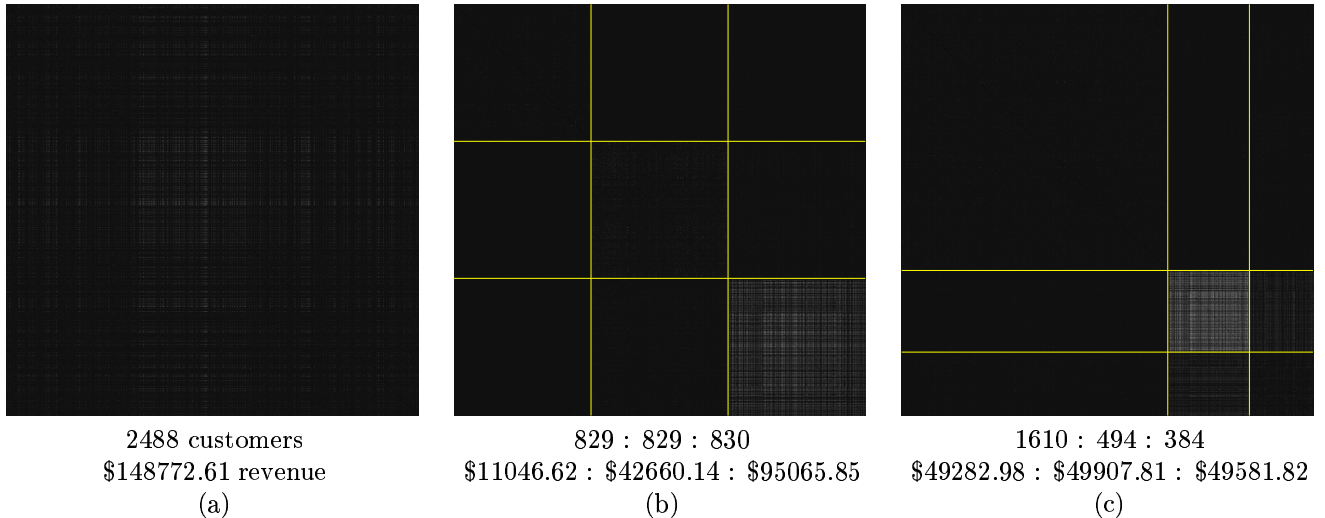 2488 customers
$148772.61 revenue
(a)
829 : 829 : 830
$11046.62 : $42660.14 : $95065.85
(b)
1610 : 494 : 384
$49282.98 : $49907.81 : $49581.82
(c)